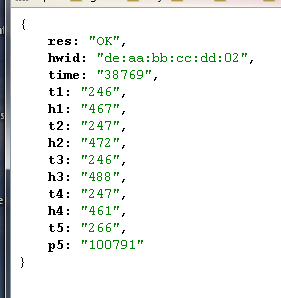 {
res: "OK",
hwid: "de:aa:bb:cc:dd:02",
time: "38769",
t1: "246",
h1: "467",
t2: "247",
h2: "472",
t3: "246",
h3: "488",
t4: "247",
h4: "461",
t5: "266",
p5: "100791"
}